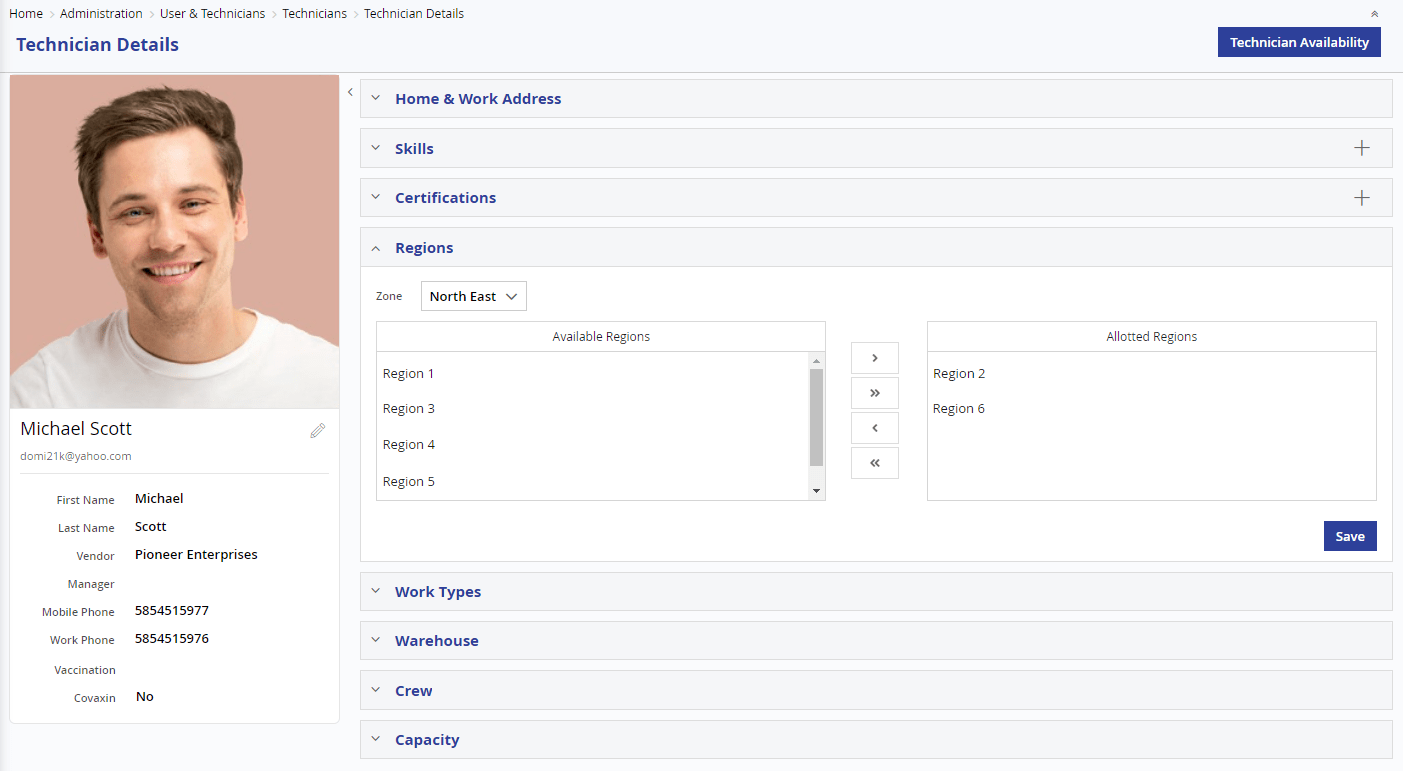 Home Administration User & Technicians Technicians Technician Details
Technician Details
Technician Availability
Michael Scott
domi21k@yahoo.com
First Name Michael
Last Name Scott
Vendor Pioneer Enterprises
Manager
Mobile Phone 5854515977
Work Phone 5854515976
Vaccination
Covaxin No
Home & Work Address
Skills
Certifications
Regions
Zone North East
Available Regions
Region 1
Region 3
Region 4
Region 5
Allotted Regions
Region 2
Region 6
Save
Work Types
Warehouse
Crew
Capacity